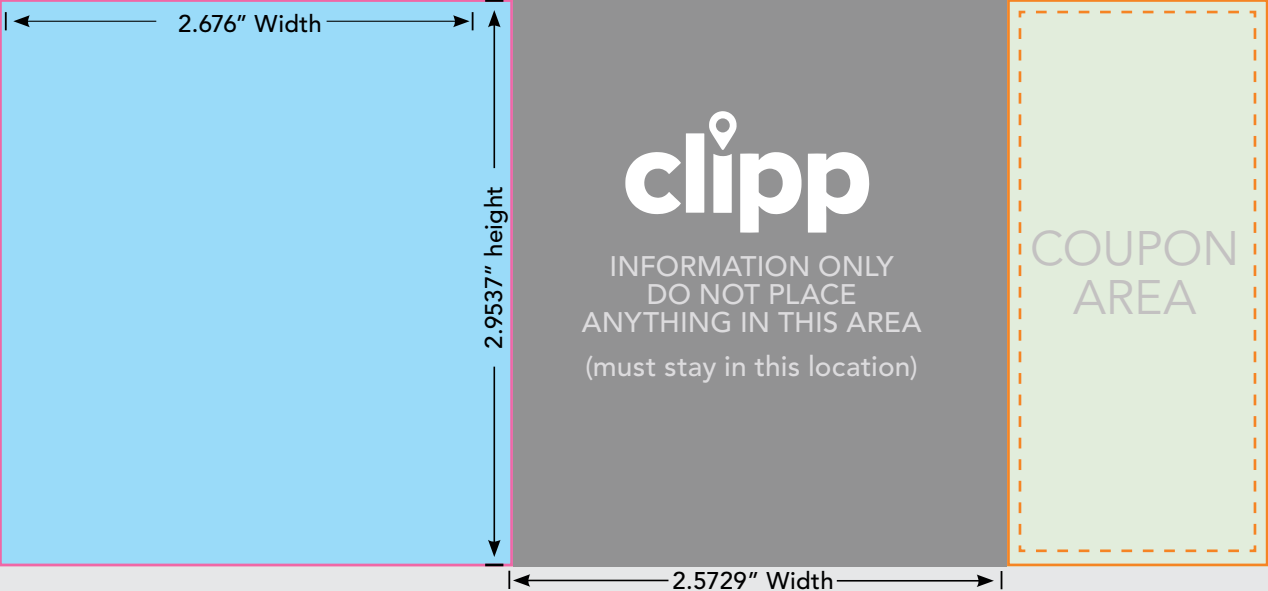 2.676” Width
2.9537” height
clipp
INFORMATION ONLY
DO NOT PLACE
ANYTHING IN THIS AREA
(must stay in this location)
COUPON
AREA
2.5729” Width